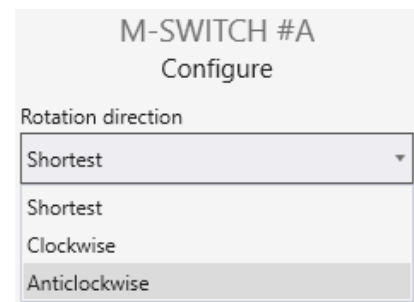 M-SWITCH #A
Configure
Rotation direction
Shortest
Shortest
Clockwise
Anticlockwise